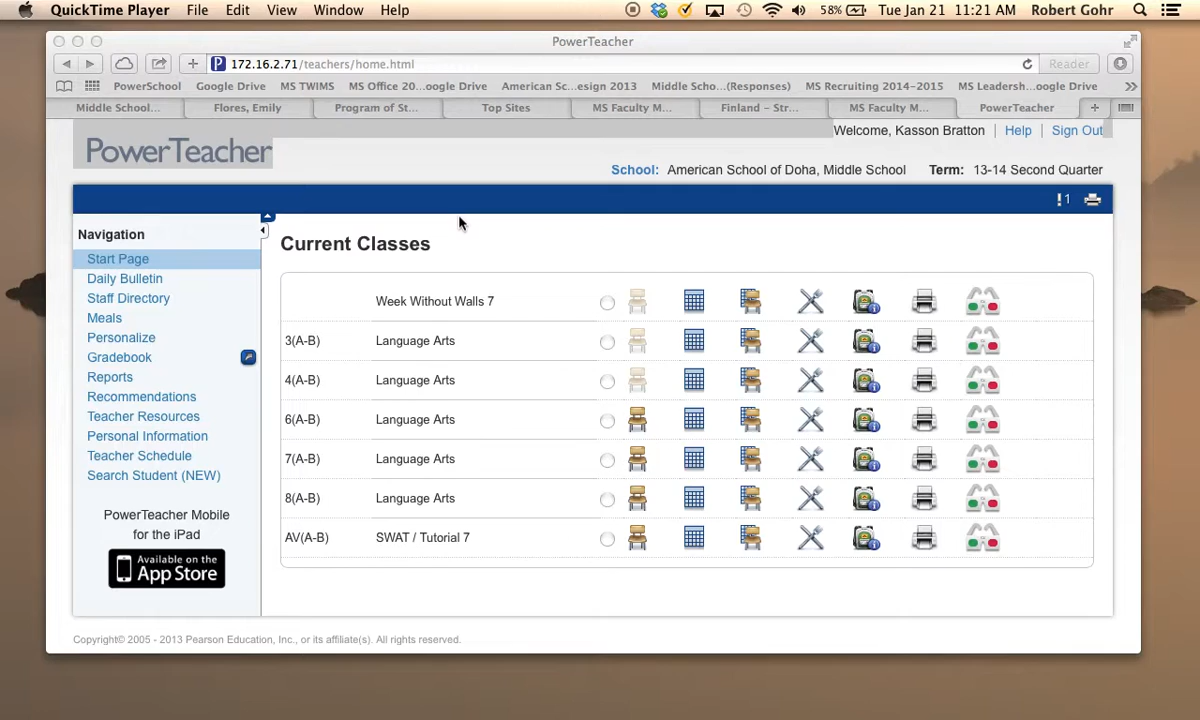 QuickTime Player File Edit View Window Help 58% Tue Jan 21 11:21 AM Robert Gohr
PowerTeacher
172.16.2.71/teachers/home.html Reader
PowerSchool Google Drive MS TWIMS MS Office 20...oogle Drive American Sc...esign 2013 Middle Scho...(Responses) MS Recruiting 2014-2015 MS Leadersh...oogle Drive
Middle School... Flores, Emily Program of St... Top Sites MS Faculty M... Finland – Str... MS Faculty M... PowerTeacher
Welcome, Kasson Bratton | Help | Sign Out
PowerTeacher
School: American School of Doha, Middle School Term: 13-14 Second Quarter
!1
Navigation
Start Page
Daily Bulletin
Staff Directory
Meals
Personalize
Gradebook
Reports
Recommendations
Teacher Resources
Personal Information
Teacher Schedule
Search Student (NEW)
PowerTeacher Mobile
for the iPad
Available on the
App Store
Current Classes
Week Without Walls 7
3(A-B) Language Arts
4(A-B) Language Arts
6(A-B) Language Arts
7(A-B) Language Arts
8(A-B) Language Arts
AV(A-B) SWAT / Tutorial 7
Copyright© 2005 - 2013 Pearson Education, Inc., or its affiliate(s). All rights reserved.